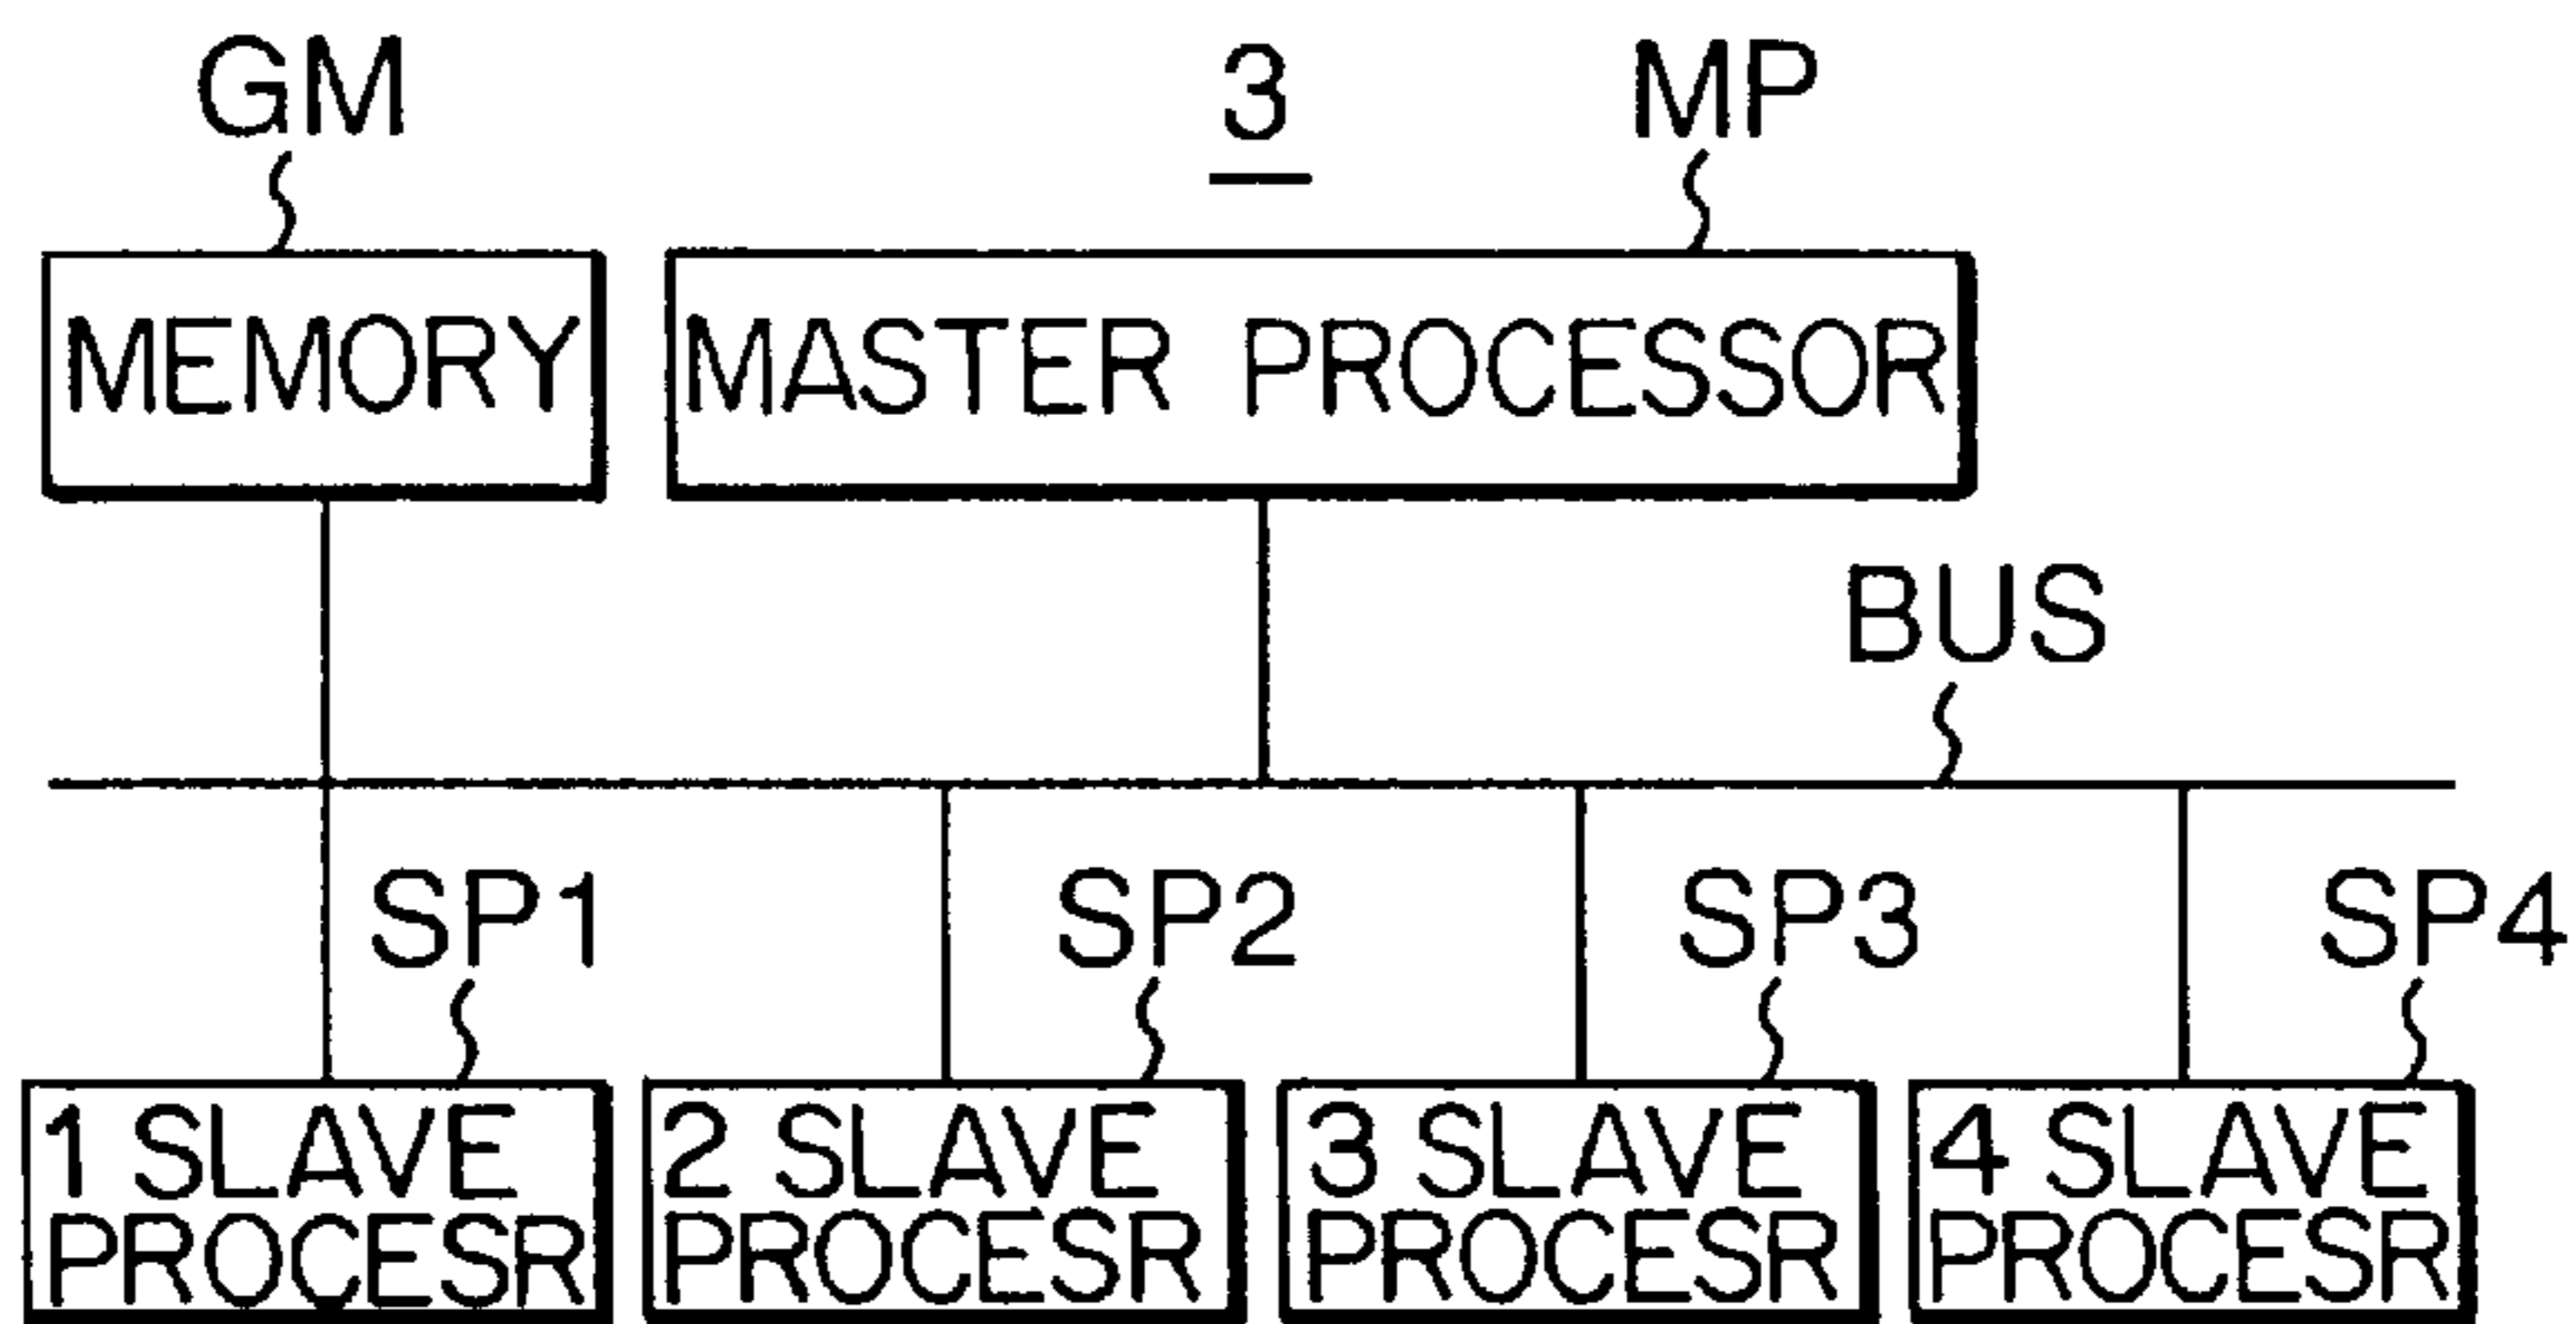 GM
3
MP
MEMORY
MASTER PROCESSOR
BUS
SP1
SP2
SP3
SP4
1 SLAVE
PROCESR
2 SLAVE
PROCESR
3 SLAVE
PROCESR
4 SLAVE
PROCESR